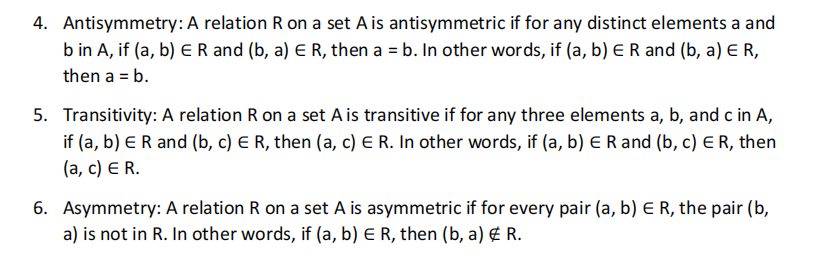 4. Antisymmetry: A relation R on a set A is antisymmetric if for any distinct elements a and
b in A, if (a, b) ∈ R and (b, a) ∈ R, then a = b. In other words, if (a, b) ∈ R and (b, a) ∈ R,
then a = b.
5. Transitivity: A relation R on a set A is transitive if for any three elements a, b, and c in A,
if (a, b) ∈ R and (b, c) ∈ R, then (a, c) ∈ R. In other words, if (a, b) ∈ R and (b, c) ∈ R, then
(a, c) ∈ R.
6. Asymmetry: A relation R on a set A is asymmetric if for every pair (a, b) ∈ R, the pair (b,
a) is not in R. In other words, if (a, b) ∈ R, then (b, a) ∉ R.